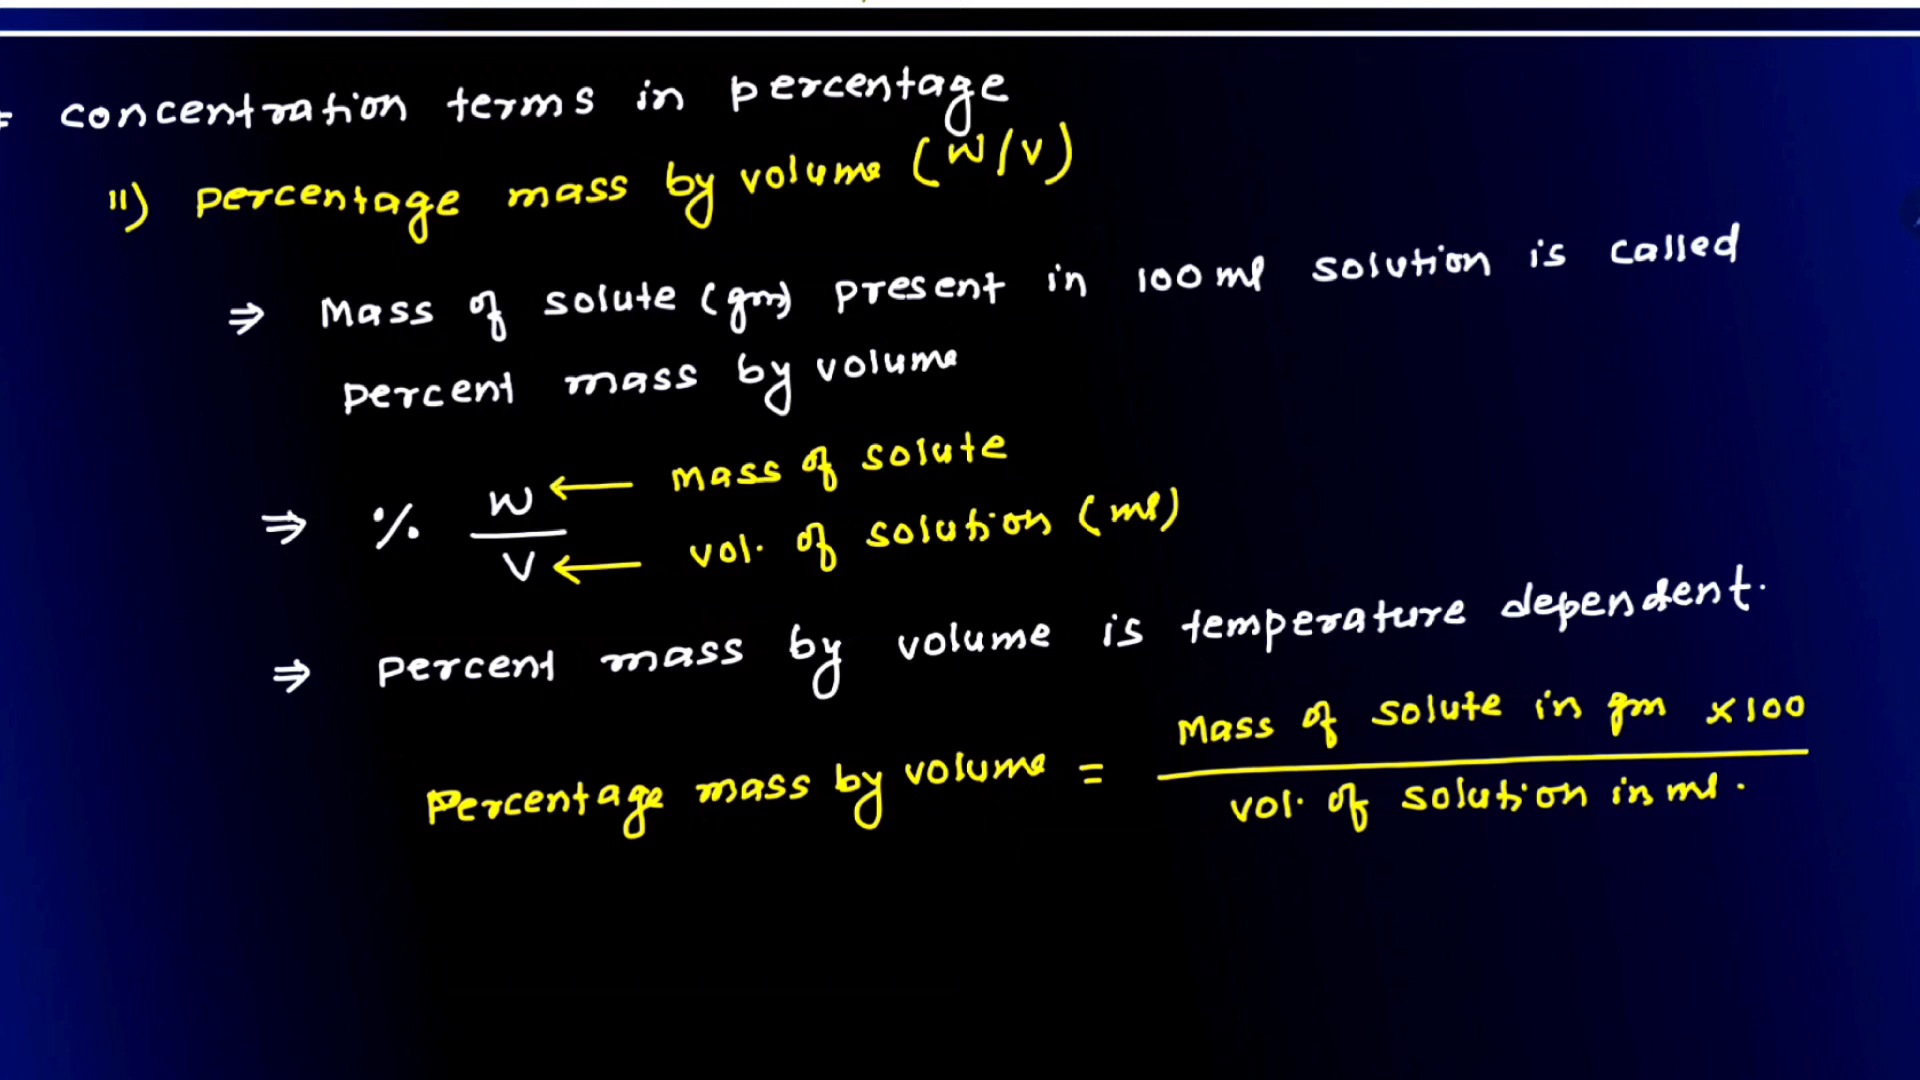 = concentration terms in percentage
11) percentage mass by volume (W/V)
⇒ Mass of solute (gm) present in 100 ml solution is called
percent mass by volume
⇒ % W ← mass of solute
V ← vol. of solution (ml)
⇒ percent mass by volume is temperature dependent.
Mass of solute in gm × 100
Percentage mass by volume =
vol. of solution in ml.